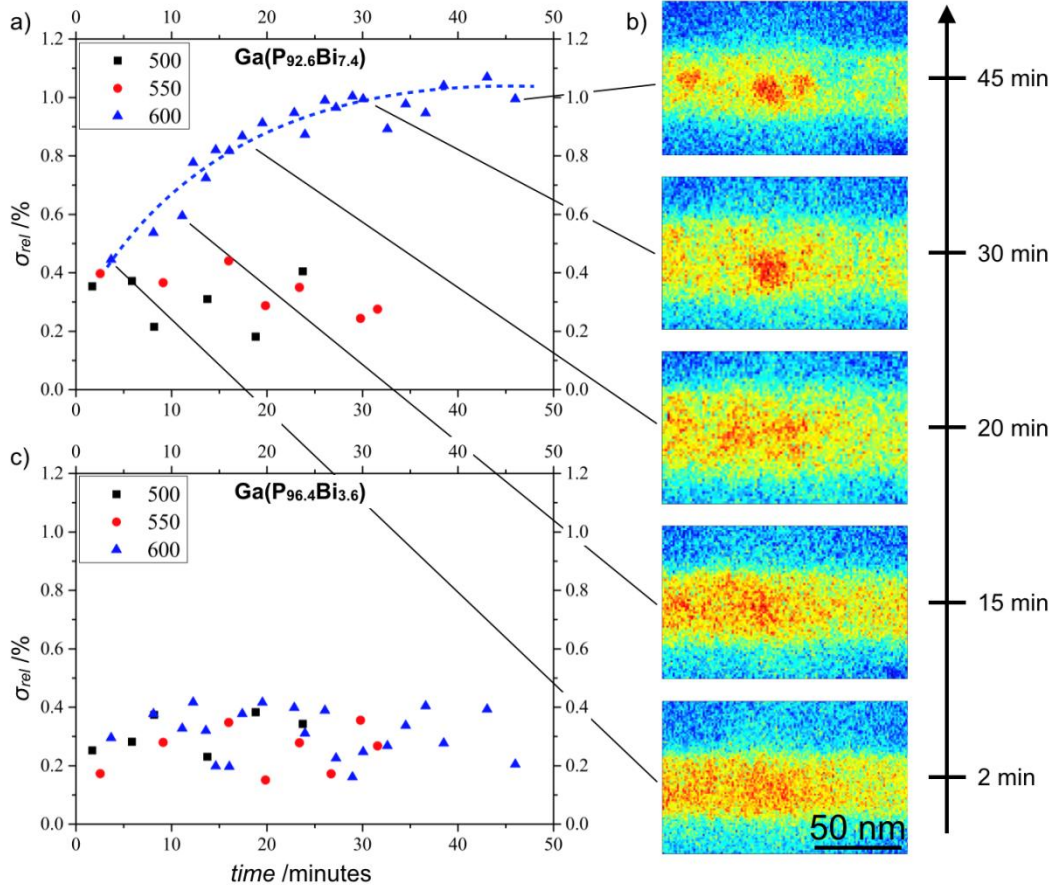 a)
0 10 20 30 40 50
1.2 1.2
1.0 1.0
0.8 0.8
0.6 0.6
0.4 0.4
0.2 0.2
0.0 0.0
0 10 20 30 40 50
σrel /%
500
550
600
Ga(P92.6Bi7.4)
b)
45 min
30 min
20 min
15 min
2 min
50 nm
c)
0 10 20 30 40 50
1.2 1.2
1.0 1.0
0.8 0.8
0.6 0.6
0.4 0.4
0.2 0.2
0.0 0.0
0 10 20 30 40 50
σrel /%
500
550
600
Ga(P96.4Bi3.6)
time /minutes